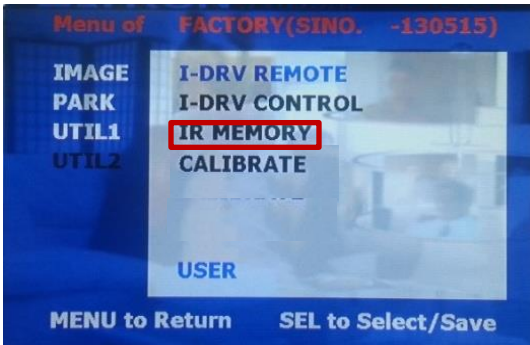 Menu of FACTORY(SINO. -130515)
IMAGE I-DRV REMOTE
PARK I-DRV CONTROL
UTIL1 IR MEMORY
UTIL2 CALIBRATE
USER
MENU to Return SEL to Select/Save